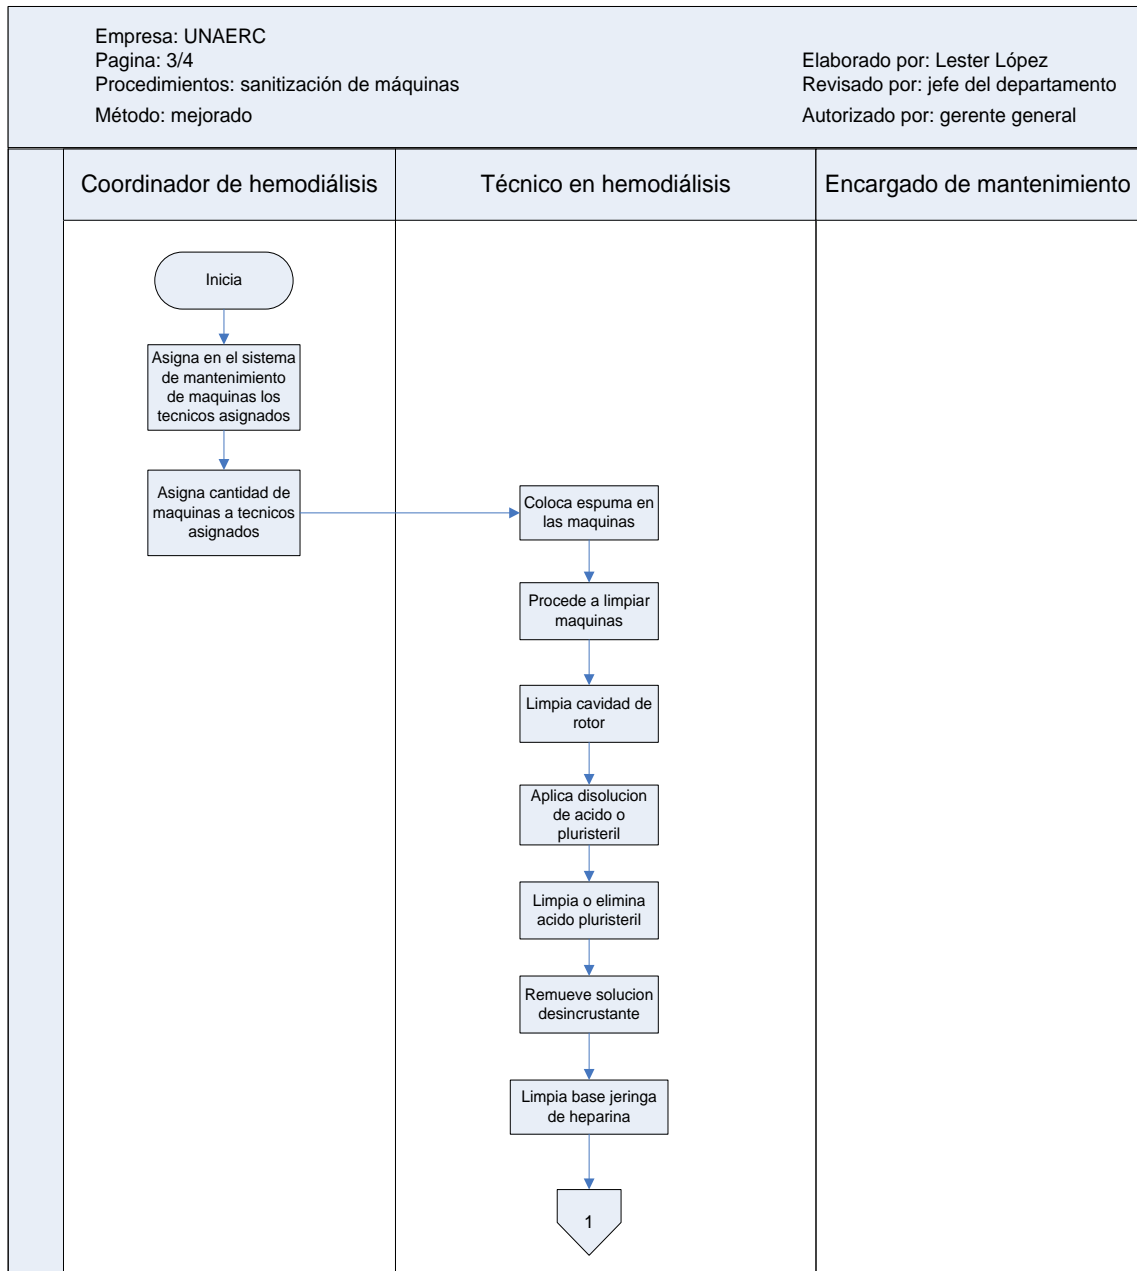 Empresa: UNAERC
Pagina: 3/4
Procedimientos: sanitización de máquinas
Método: mejorado
Elaborado por: Lester López
Revisado por: jefe del departamento
Autorizado por: gerente general
Coordinador de hemodiálisis
Técnico en hemodiálisis
Encargado de mantenimiento
Inicia
Asigna en el sistema
de mantenimiento
de maquinas los
tecnicos asignados
Asigna cantidad de
maquinas a tecnicos
asignados
Coloca espuma en
las maquinas
Procede a limpiar
maquinas
Limpia cavidad de
rotor
Aplica disolucion
de acido o
pluristeril
Limpia o elimina
acido pluristeril
Remueve solucion
desincrustante
Limpia base jeringa
de heparina
1